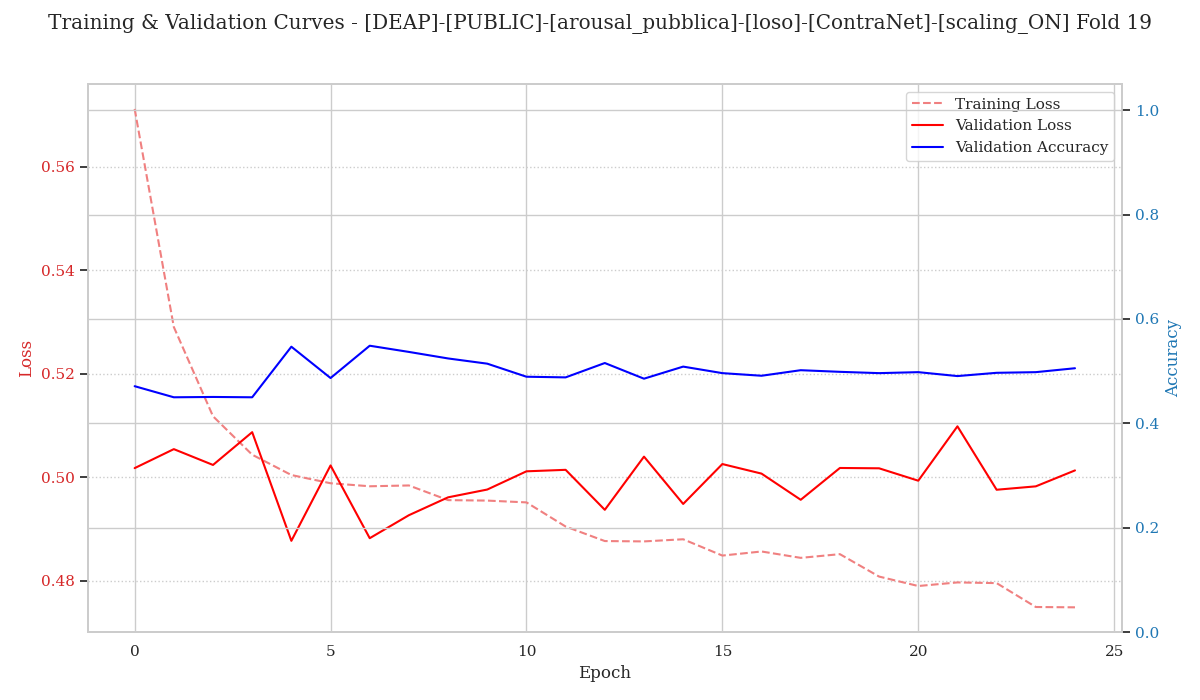 Training & Validation Curves - [DEAP]-[PUBLIC]-[arousal_pubblica]-[loso]-[ContraNet]-[scaling_ON] Fold 19
Training Loss
Validation Loss
Validation Accuracy
Loss
0.56
0.54
0.52
0.50
0.48
1.0
0.8
0.6
0.4
0.2
0.0
Accuracy
0
5
10
15
20
25
Epoch